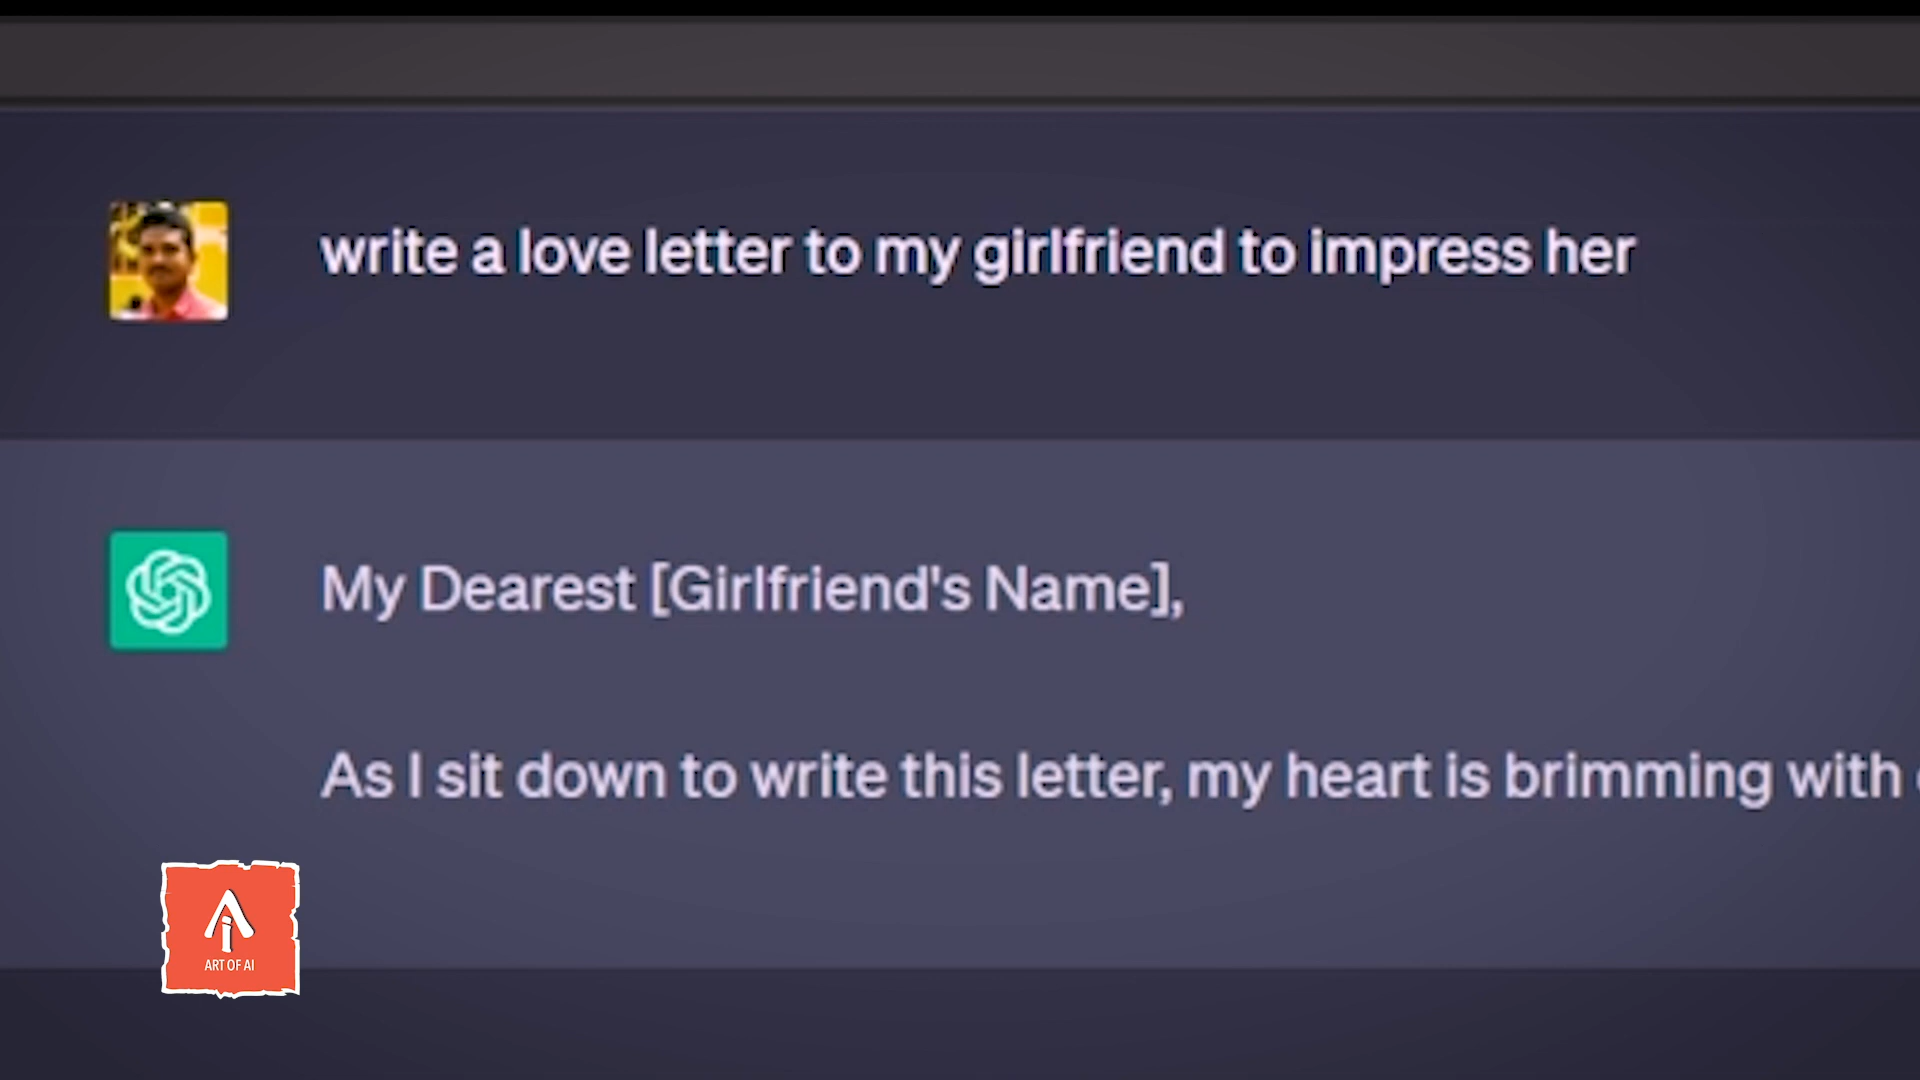 write a love letter to my girlfriend to impress her
My Dearest [Girlfriend's Name],
As I sit down to write this letter, my heart is brimming with
Ai
ART OF AI